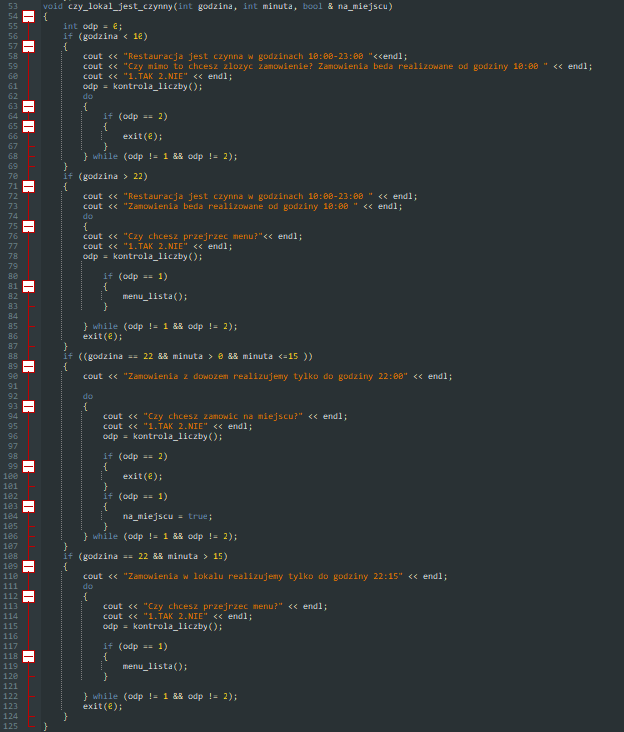 53 void czy_lokal_jest_czynny(int godzina, int minuta, bool & na_miejscu)
54 {
55 int odp = 0;
56 if (godzina < 10)
57 {
58 cout << "Restauracja jest czynna w godzinach 10:00-23:00 "<<endl;
59 cout << "Czy mimo to chcesz zlozyc zamowienie? Zamowienia beda realizowane od godziny 10:00 " << endl;
60 cout << "1.TAK 2.NIE" << endl;
61 odp = kontrola_liczby();
62 do
63 {
64 if (odp == 2)
65 {
66 exit(0);
67 }
68 } while (odp != 1 && odp != 2);
69 }
70 if (godzina > 22)
71 {
72 cout << "Restauracja jest czynna w godzinach 10:00-23:00 " << endl;
73 cout << "Zamowienia beda realizowane od godziny 10:00 " << endl;
74 do
75 {
76 cout << "Czy chcesz przejrzec menu?"<< endl;
77 cout << "1.TAK 2.NIE" << endl;
78 odp = kontrola_liczby();
79
80 if (odp == 1)
81 {
82 menu_lista();
83 }
84
85 } while (odp != 1 && odp != 2);
86 exit(0);
87 }
88 if ((godzina == 22 && minuta > 0 && minuta <=15 ))
89 {
90 cout << "Zamowienia z dowozem realizujemy tylko do godziny 22:00" << endl;
91
92 do
93 {
94 cout << "Czy chcesz zamowic na miejscu?" << endl;
95 cout << "1.TAK 2.NIE" << endl;
96 odp = kontrola_liczby();
97
98 if (odp == 2)
99 {
100 exit(0);
101 }
102 if (odp == 1)
103 {
104 na_miejscu = true;
105 }
106 } while (odp != 1 && odp != 2);
107 }
108 if (godzina == 22 && minuta > 15)
109 {
110 cout << "Zamowienia w lokalu realizujemy tylko do godziny 22:15" << endl;
111 do
112 {
113 cout << "Czy chcesz przejrzec menu?" << endl;
114 cout << "1.TAK 2.NIE" << endl;
115 odp = kontrola_liczby();
116
117 if (odp == 1)
118 {
119 menu_lista();
120 }
121
122 } while (odp != 1 && odp != 2);
123 exit(0);
124 }
125 }